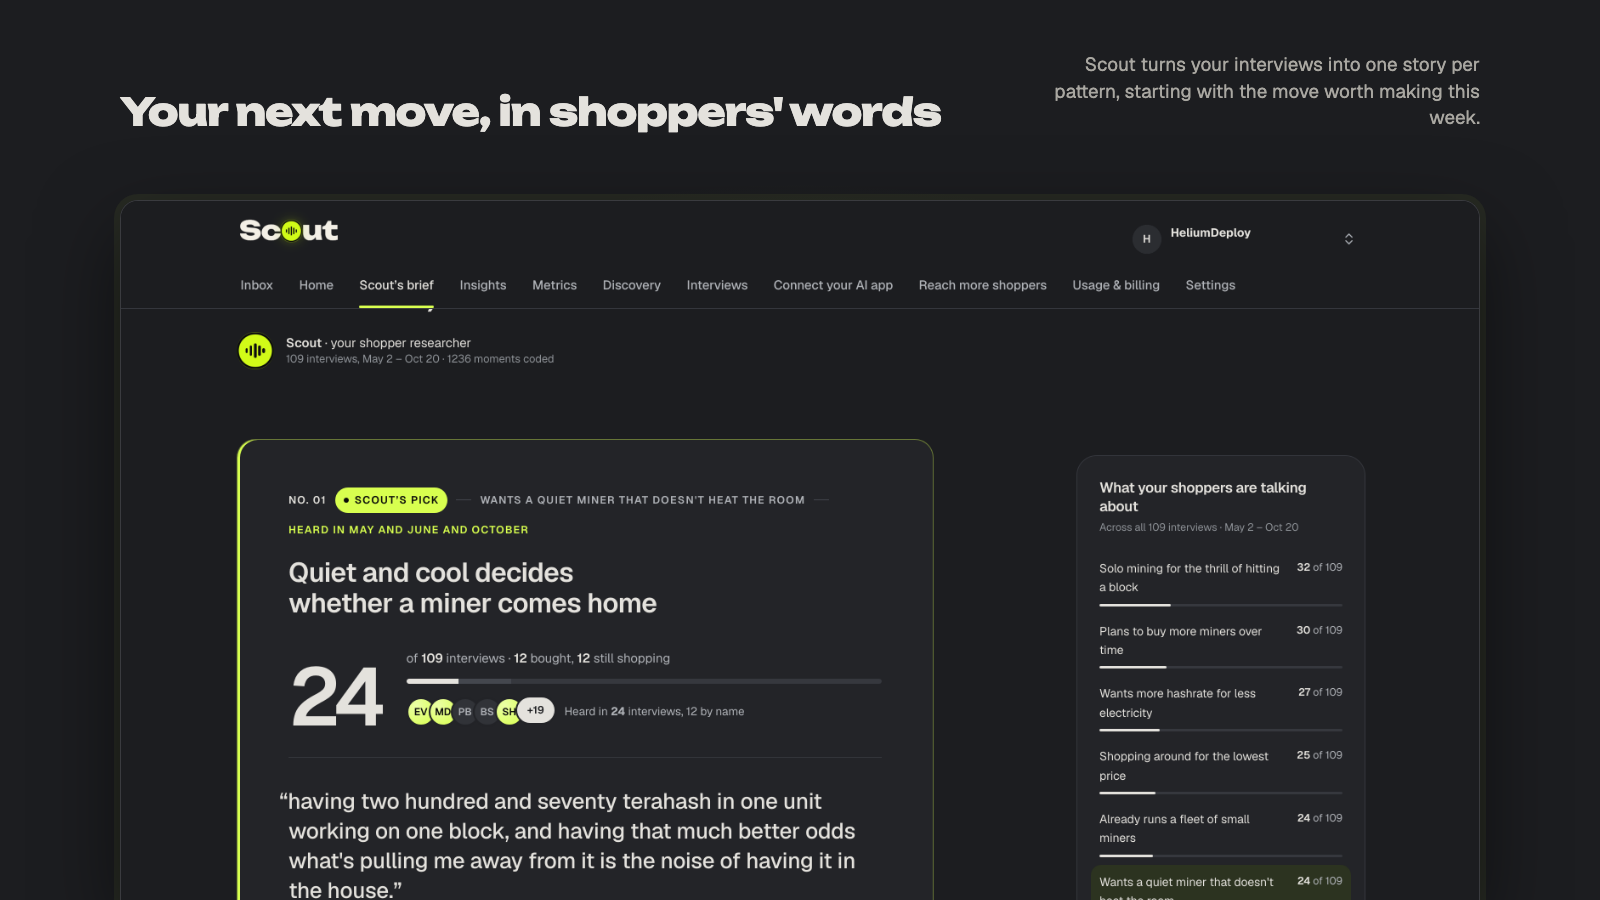 Your next move, in shoppers' words
Scout turns your interviews into one story per
pattern, starting with the move worth making this
week.
Scout
H
HeliumDeploy
Inbox Home Scout's brief Insights Metrics Discovery Interviews Connect your AI app Reach more shoppers Usage & billing Settings
Scout · your shopper researcher
109 interviews, May 2 – Oct 20 · 1236 moments coded
NO. 01 • SCOUT'S PICK — WANTS A QUIET MINER THAT DOESN'T HEAT THE ROOM —
HEARD IN MAY AND JUNE AND OCTOBER
Quiet and cool decides
whether a miner comes home
24
of 109 interviews · 12 bought, 12 still shopping
EV MD PB BS SH +19 Heard in 24 interviews, 12 by name
“having two hundred and seventy terahash in one unit
working on one block, and having that much better odds
what's pulling me away from it is the noise of having it in
the house.”
What your shoppers are talking
about
Across all 109 interviews · May 2 – Oct 20
Solo mining for the thrill of hitting 32 of 109
a block
Plans to buy more miners over 30 of 109
time
Wants more hashrate for less 27 of 109
electricity
Shopping around for the lowest 25 of 109
price
Already runs a fleet of small 24 of 109
miners
Wants a quiet miner that doesn't 24 of 109